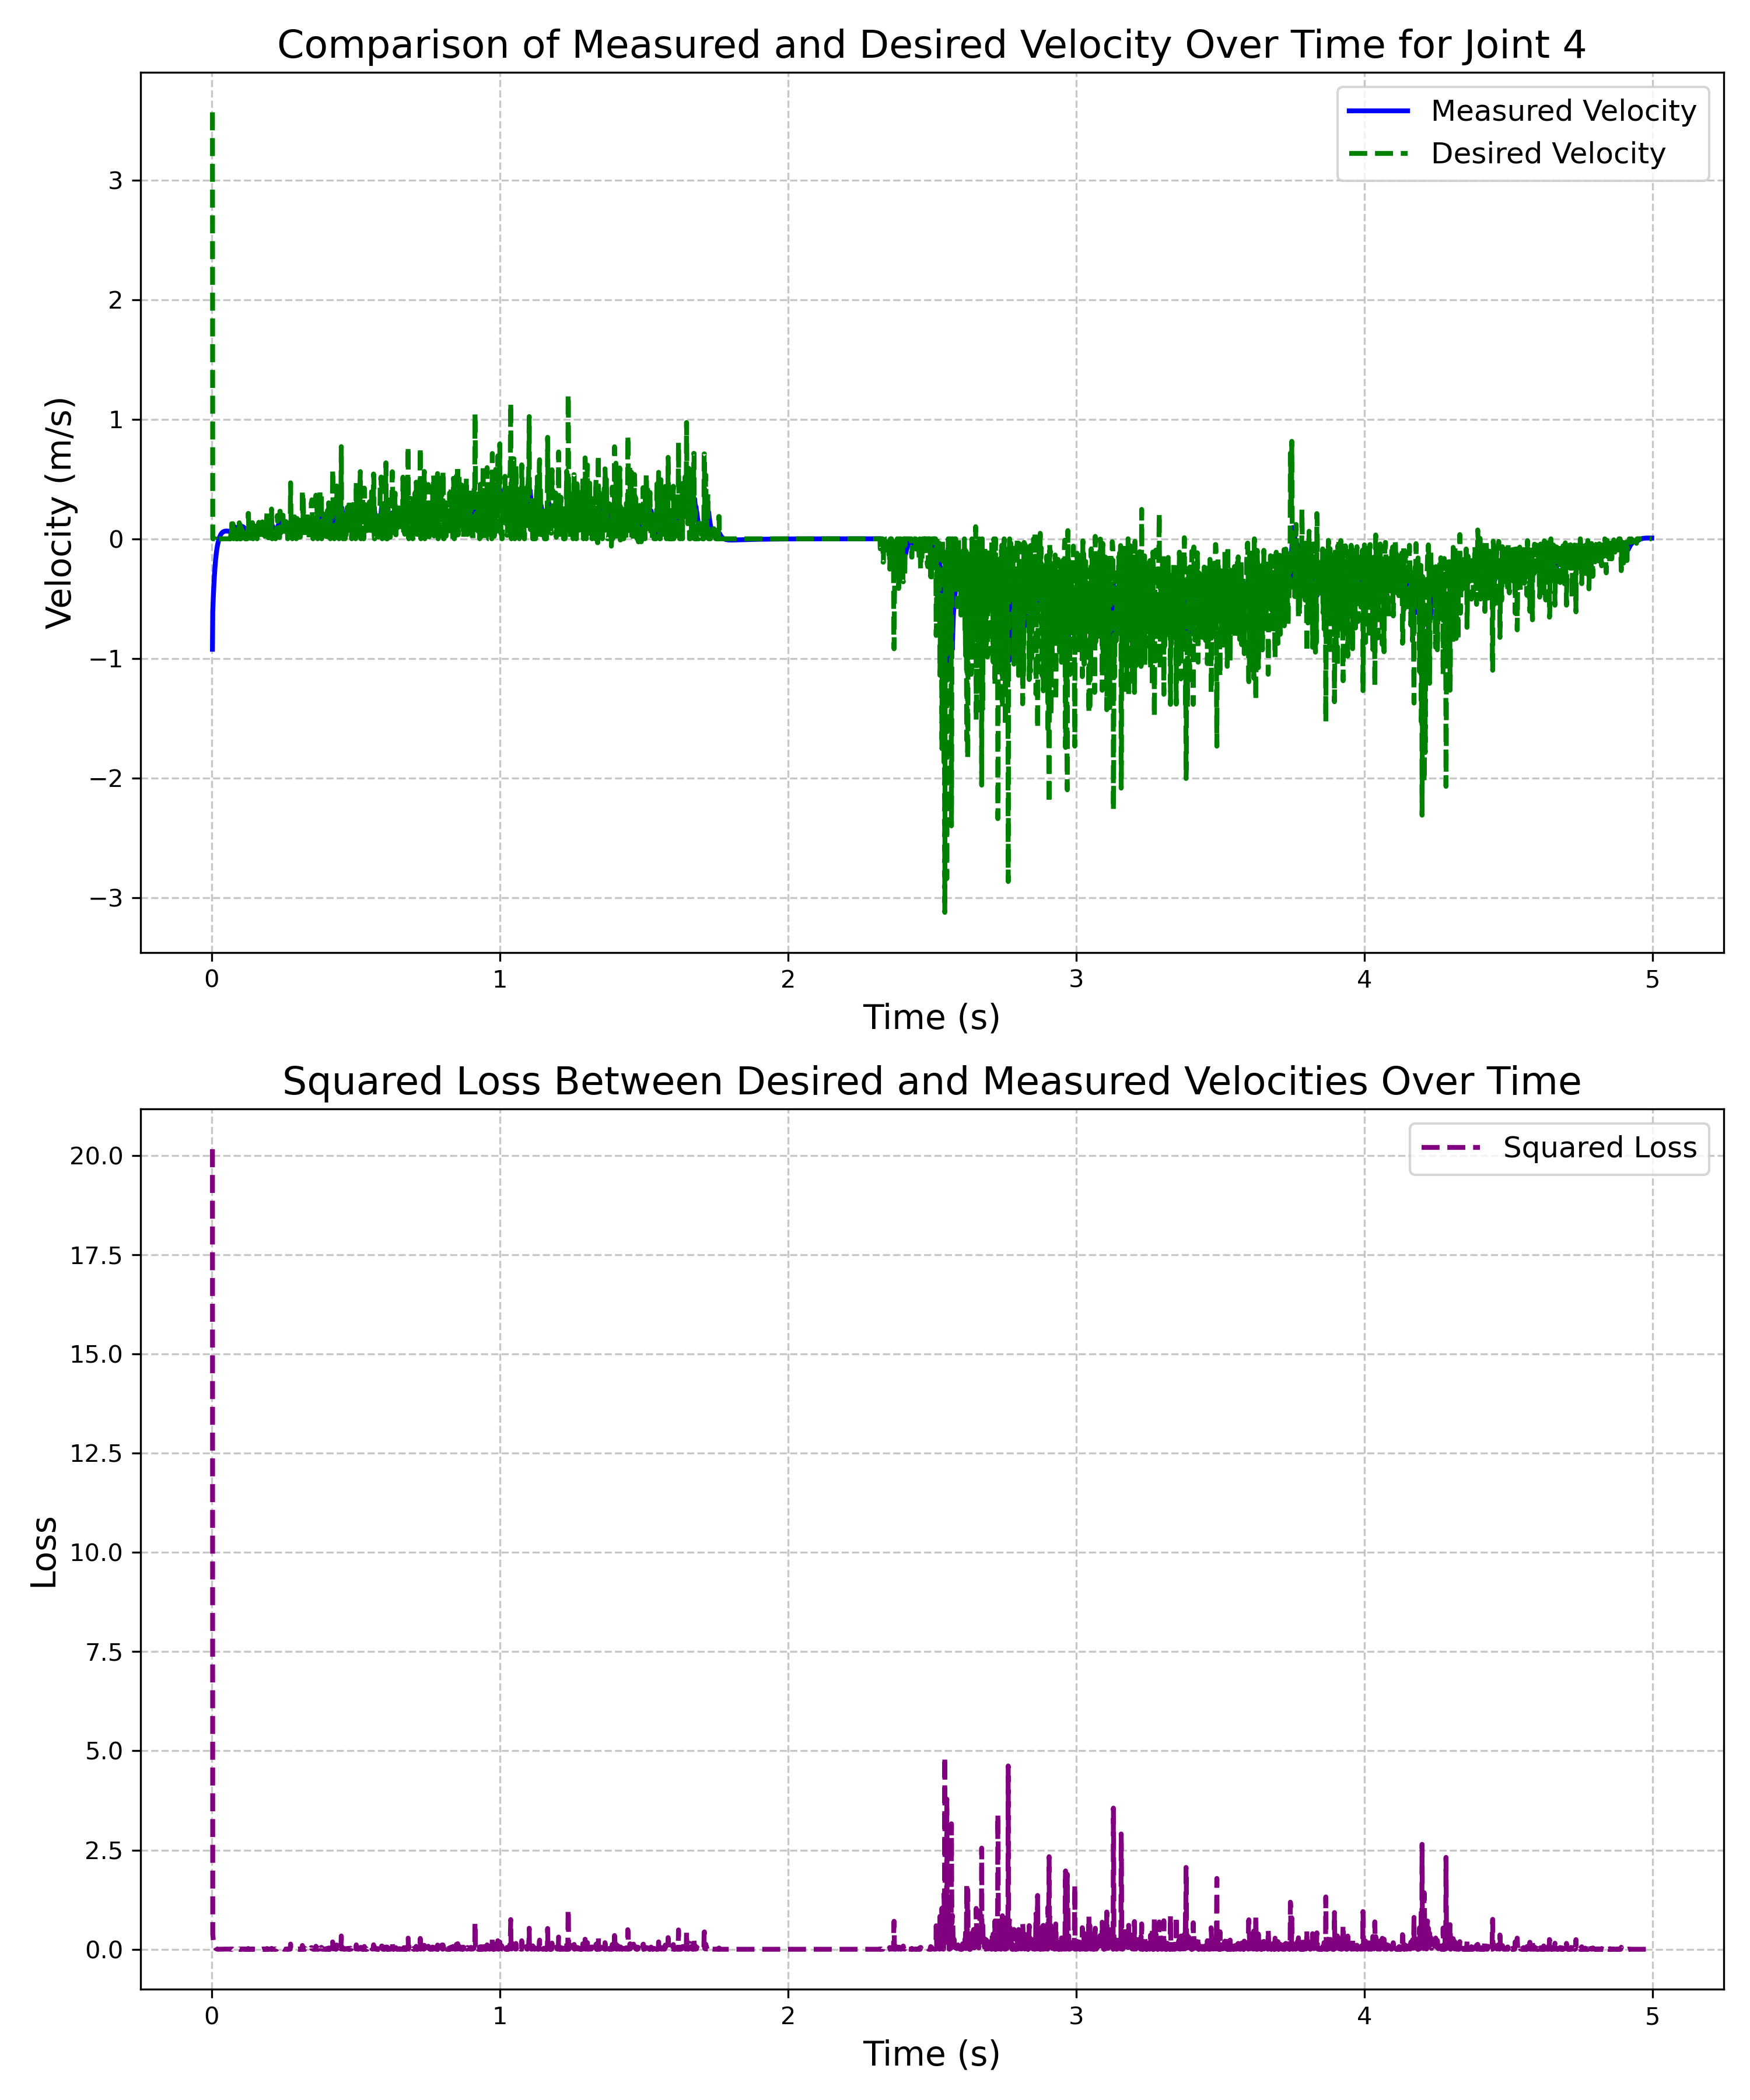 Comparison of Measured and Desired Velocity Over Time for Joint 4
Measured Velocity
Desired Velocity
Velocity (m/s)
3
2
1
0
−1
−2
−3
0 1 2 3 4 5
Time (s)
Squared Loss Between Desired and Measured Velocities Over Time
Squared Loss
Loss
20.0
17.5
15.0
12.5
10.0
7.5
5.0
2.5
0.0
0 1 2 3 4 5
Time (s)